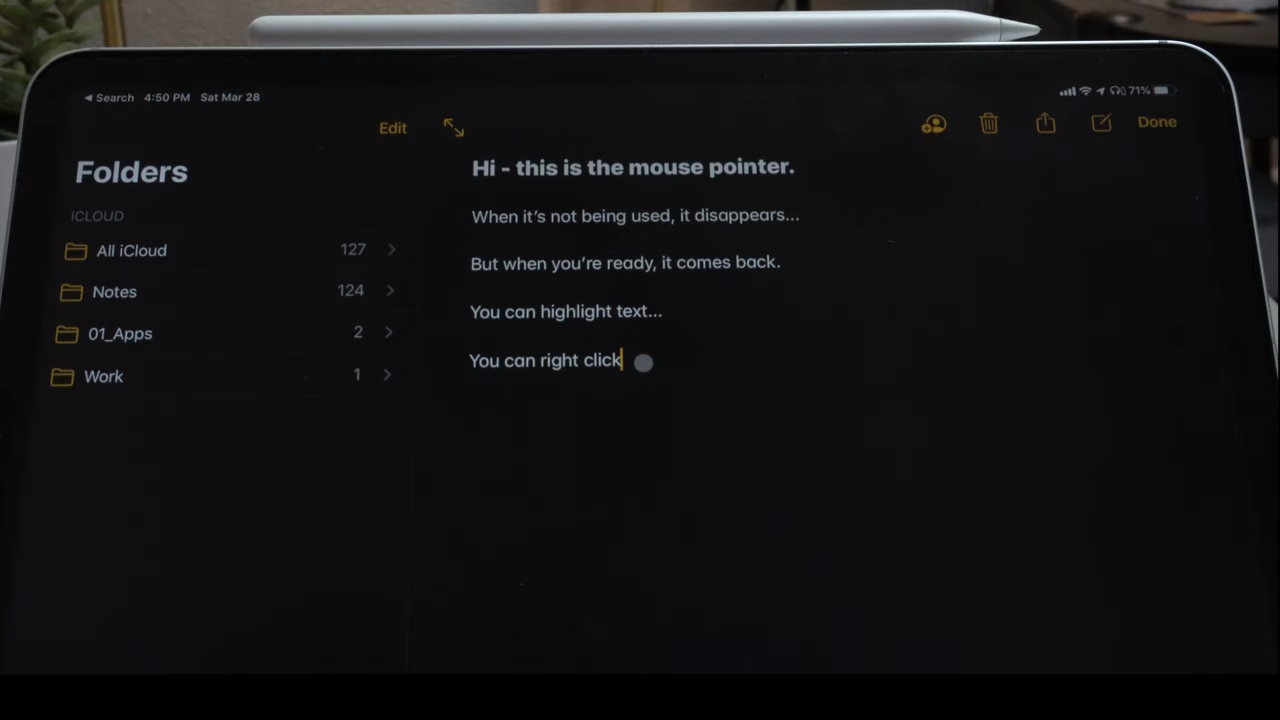 Search 4:50 PM Sat Mar 28
71%
Edit
Done
Folders
ICLOUD
All iCloud 127
Notes 124
01_Apps 2
Work 1
Hi - this is the mouse pointer.
When it's not being used, it disappears...
But when you're ready, it comes back.
You can highlight text...
You can right click